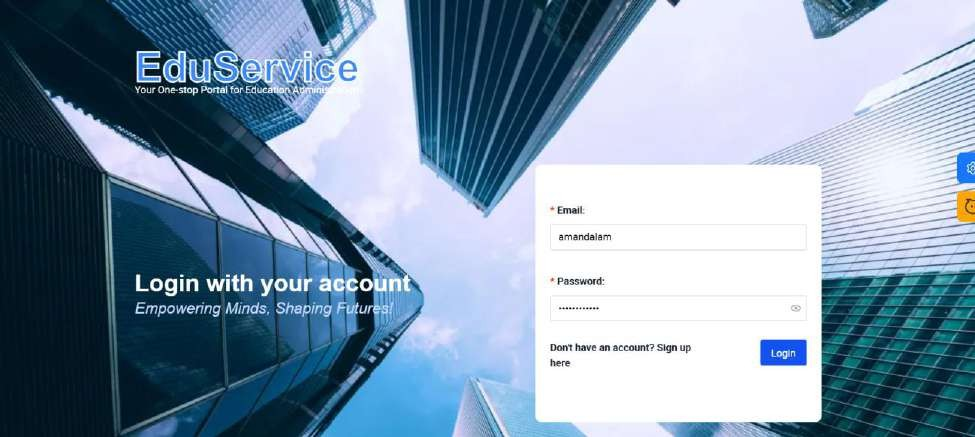 EduService
Your One-stop Portal for Education Administration
* Email:
amandalam
Login with your account
Empowering Minds, Shaping Futures!
* Password:
••••••••••••
Don't have an account? Sign up
here
Login